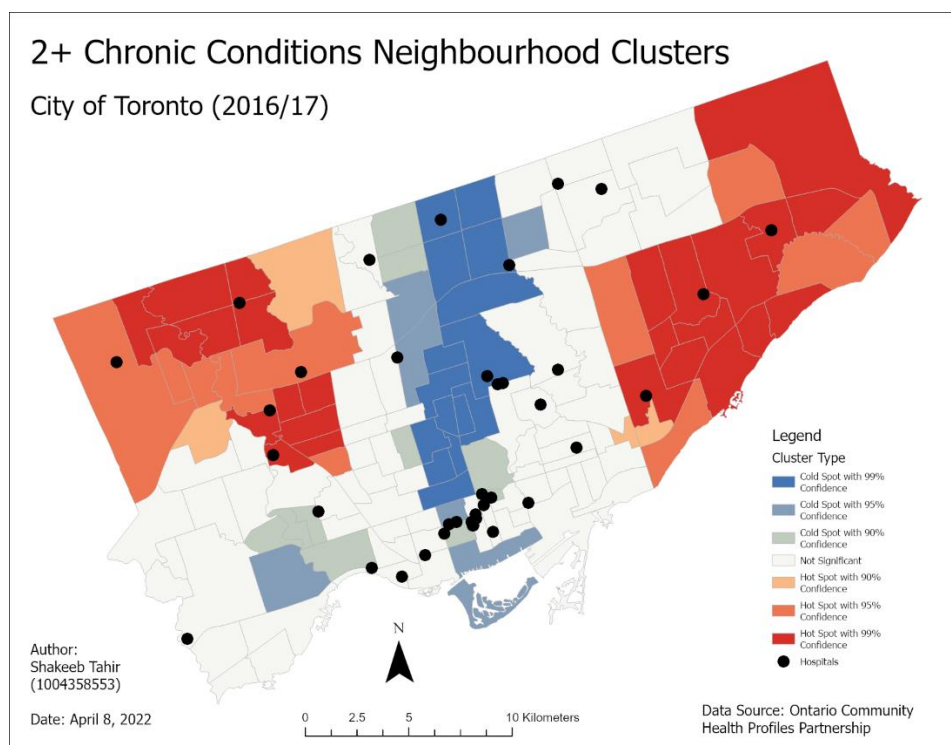 2+ Chronic Conditions Neighbourhood Clusters
City of Toronto (2016/17)
Legend
Cluster Type
Cold Spot with 99%
Confidence
Cold Spot with 95%
Confidence
Cold Spot with 90%
Confidence
Not Significant
Hot Spot with 90%
Confidence
Hot Spot with 95%
Confidence
Hot Spot with 99%
Confidence
Hospitals
N
Author:
Shakeeb Tahir
(1004358553)
Date: April 8, 2022
0 2.5 5 10 Kilometers
Data Source: Ontario Community
Health Profiles Partnership